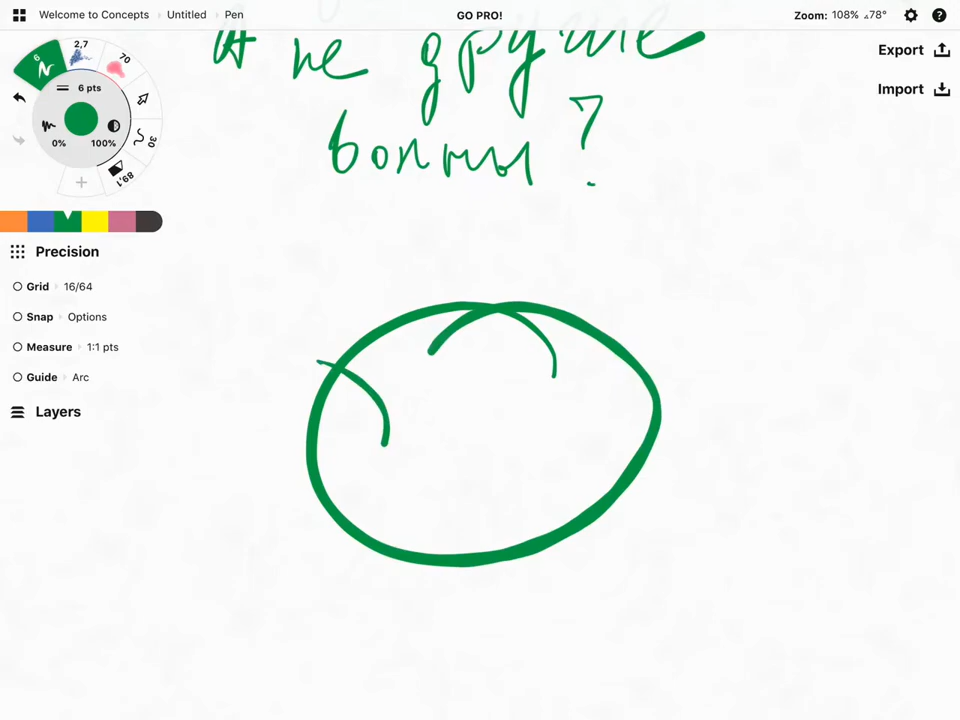 Welcome to Concepts › Untitled › Pen
GO PRO!
Zoom: 108% ⊿78°
Export
Import
2,7
6
70
6 pts
0%
100%
30
89,1
Precision
Grid › 16/64
Snap › Options
Measure › 1:1 pts
Guide › Arc
Layers
А не другие
волны ?